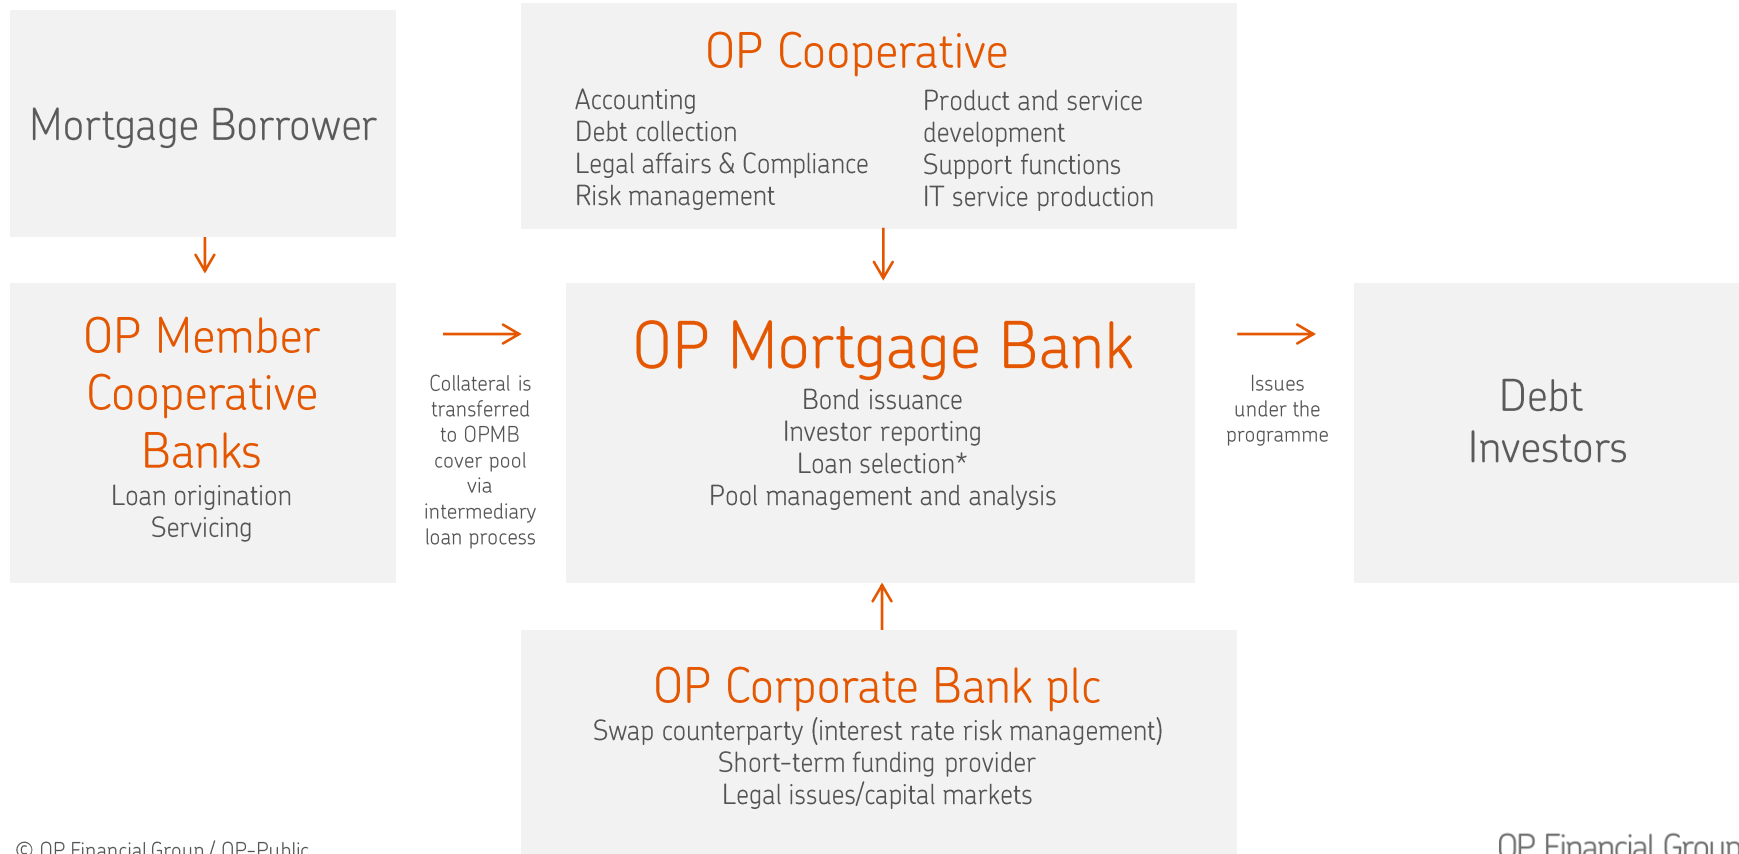 Mortgage Borrower
OP Cooperative
Accounting
Debt collection
Legal affairs & Compliance
Risk management
Product and service
development
Support functions
IT service production
OP Member
Cooperative
Banks
Loan origination
Servicing
Collateral is
transferred
to OPMB
cover pool
via
intermediary
loan process
OP Mortgage Bank
Bond issuance
Investor reporting
Loan selection*
Pool management and analysis
Issues
under the
programme
Debt
Investors
OP Corporate Bank plc
Swap counterparty (interest rate risk management)
Short-term funding provider
Legal issues/capital markets
© OP Financial Group / OP-Public
OP Financial Group